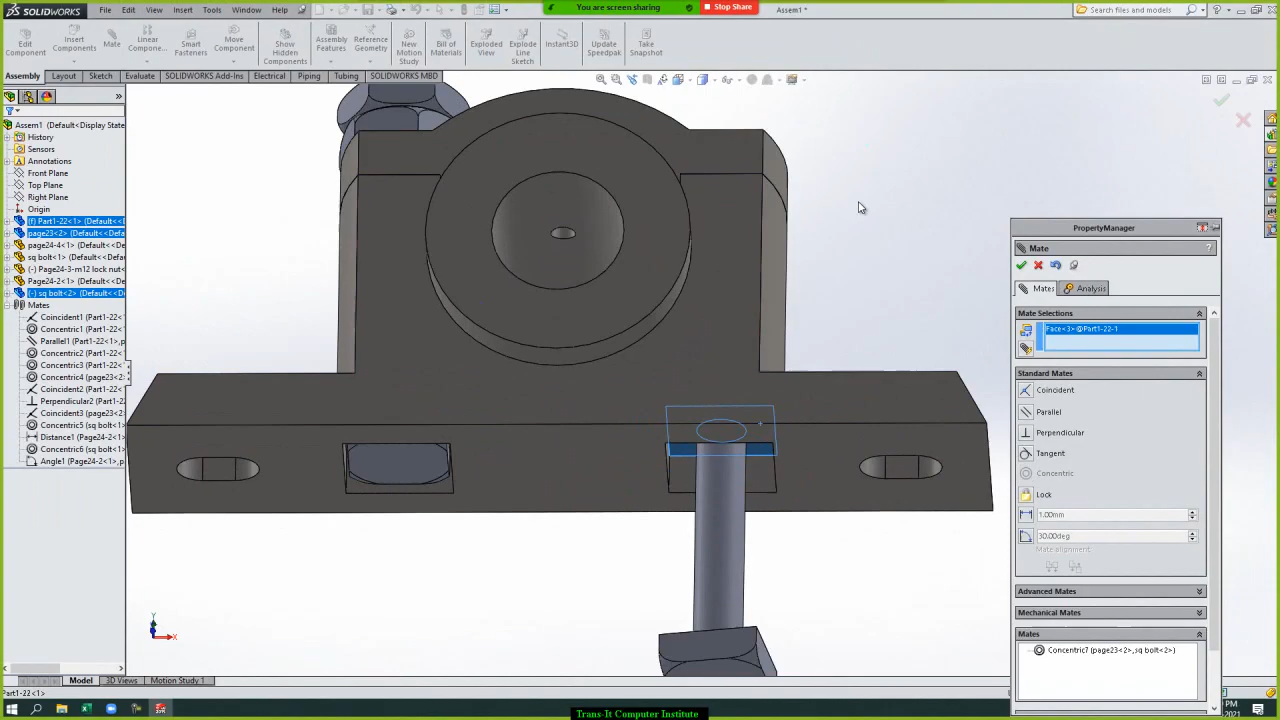 SOLIDWORKS
File Edit View Insert Tools Window Help
You are screen sharing
Stop Share
Assem1 *
Search files and models
Edit Component
Insert Components
Mate
Linear Compone...
Smart Fasteners
Move Component
Show Hidden Components
Assembly Features
Reference Geometry
New Motion Study
Bill of Materials
Exploded View
Explode Line Sketch
Instant3D
Update Speedpak
Take Snapshot
Assembly Layout Sketch Evaluate SOLIDWORKS Add-Ins Electrical Piping Tubing SOLIDWORKS MBD
Assem1 (Default<Display State
History
Sensors
Annotations
Front Plane
Top Plane
Right Plane
Origin
(f) Part1-22<1> (Default<<D
page23<2> (Default<<Def
page24-4<1> (Default<<D
sq bolt<1> (Default<<Def
(-) Page24-3-m12 lock nut<
Page24-2<1> (Default<<D
(-) sq bolt<2> (Default<<De
Mates
Coincident1 (Part1-22<1
Concentric1 (Part1-22<1
Parallel1 (Part1-22<1>,p
Concentric2 (Part1-22<
Concentric3 (Part1-22<
Concentric4 (page23<2
Coincident2 (Part1-22<
Perpendicular2 (Part1-
Coincident3 (page23<2
Concentric5 (sq bolt<1
Distance1 (Page24-2<1
Concentric6 (sq bolt<1
Angle1 (Page24-2<1>,p
PropertyManager
Mate
?
Mates Analysis
Mate Selections
Face<3>@Part1-22-1
Standard Mates
Coincident
Parallel
Perpendicular
Tangent
Concentric
Lock
1.00mm
30.00deg
Mate alignment:
Advanced Mates
Mechanical Mates
Mates
Concentric7 (page23<2>,sq bolt<2>)
Y
X
Model 3D Views Motion Study 1
Part1-22<1>
PM
2021
Trans-It Computer Institute